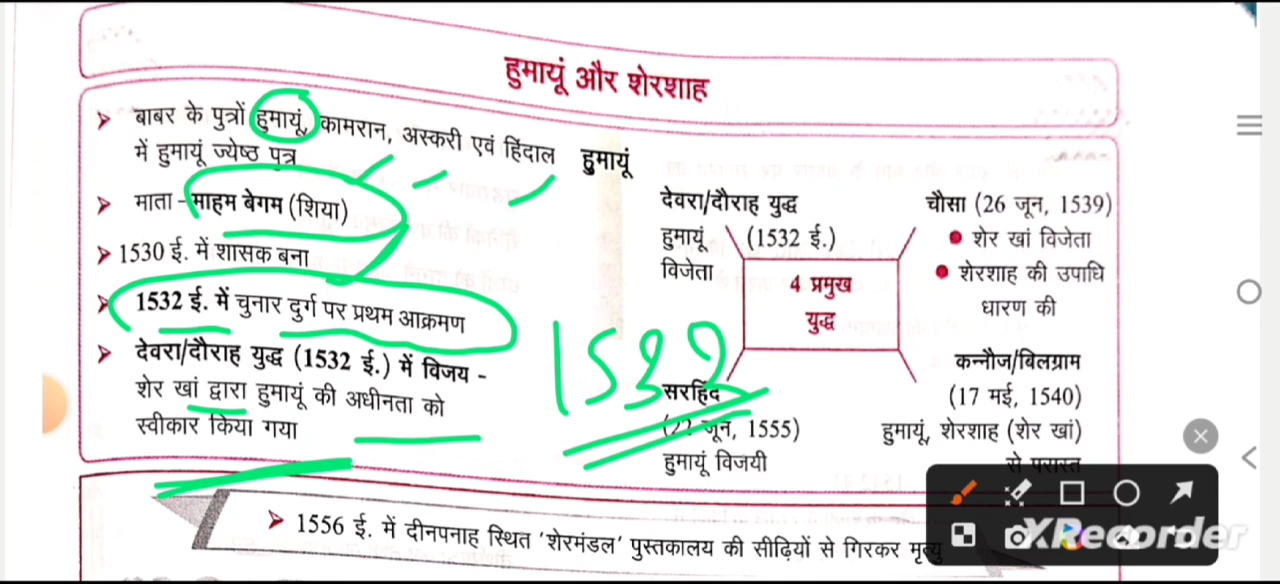 हुमायूं और शेरशाह
➤ बाबर के पुत्रों हुमायूं, कामरान, अस्करी एवं हिंदाल
में हुमायूं ज्येष्ठ पुत्र
➤ माता - माहम बेगम (शिया)
➤ 1530 ई. में शासक बना
➤ 1532 ई. में चुनार दुर्ग पर प्रथम आक्रमण
➤ देवरा/दौराह युद्ध (1532 ई.) में विजय -
शेर खां द्वारा हुमायूं की अधीनता को
स्वीकार किया गया
हुमायूं
देवरा/दौराह युद्ध
हुमायूं (1532 ई.)
विजेता
चौसा (26 जून, 1539)
● शेर खां विजेता
● शेरशाह की उपाधि
धारण की
4 प्रमुख
युद्ध
1532
सरहिंद
(22 जून, 1555)
हुमायूं विजयी
कन्नौज/बिलग्राम
(17 मई, 1540)
हुमायूं, शेरशाह (शेर खां)
से परास्त
➤ 1556 ई. में दीनपनाह स्थित 'शेरमंडल' पुस्तकालय की सीढ़ियों से गिरकर मृत्यु
XRecorder